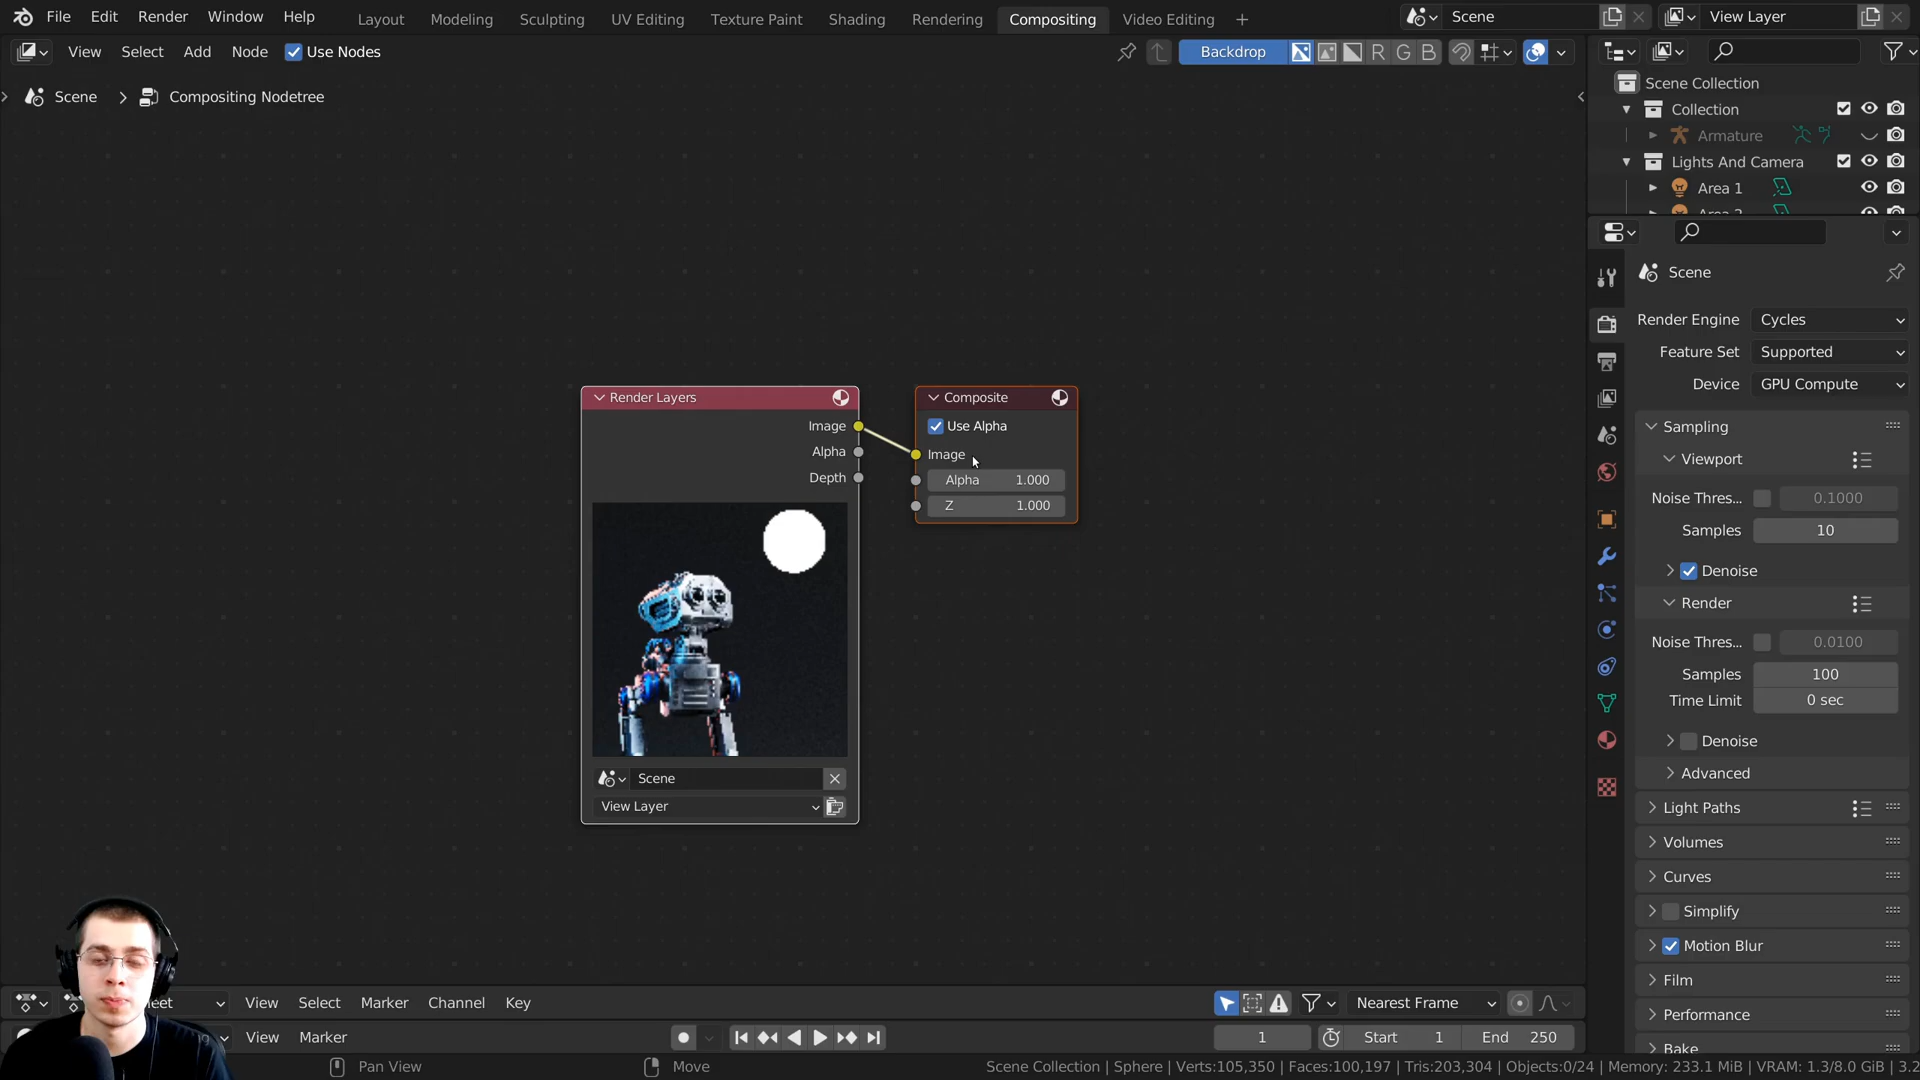 File Edit Render Window Help Layout Modeling Sculpting UV Editing Texture Paint Shading Rendering Compositing Video Editing + Scene View Layer
View Select Add Node Use Nodes Backdrop R G B
Scene > Compositing Nodetree
Scene Collection
Collection
Armature
Lights And Camera
Area 1
Scene
Render Engine Cycles
Feature Set Supported
Device GPU Compute
Sampling
Viewport
Noise Thres... 0.1000
Samples 10
Denoise
Render
Noise Thres... 0.0100
Samples 100
Time Limit 0 sec
Denoise
Advanced
Light Paths
Volumes
Curves
Simplify
Motion Blur
Film
Performance
Bake
Render Layers
Image
Alpha
Depth
Scene
View Layer
Composite
Use Alpha
Image
Alpha 1.000
Z 1.000
View Select Marker Channel Key Nearest Frame
View Marker 1 Start 1 End 250
Pan View Move Scene Collection | Sphere | Verts:105,350 | Faces:100,197 | Tris:203,304 | Objects:0/24 | Memory: 233.1 MiB | VRAM: 1.3/8.0 GiB | 3.2